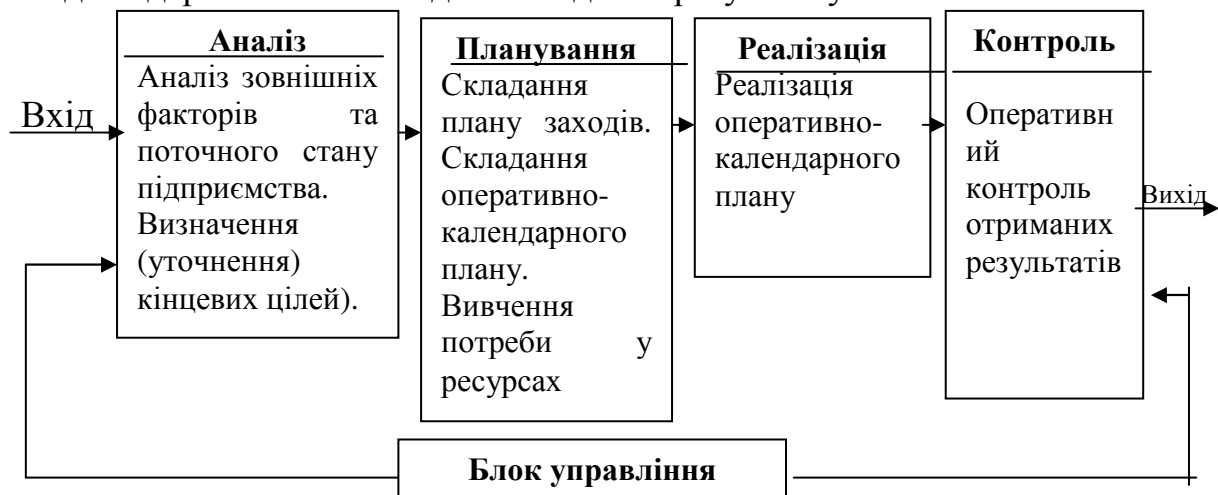 Вхід
Аналіз
Аналіз зовнішніх
факторів та
поточного стану
підприємства.
Визначення
(уточнення)
кінцевих цілей).
Планування
Складання
плану заходів.
Складання
оперативно-
календарного
плану.
Вивчення
потреби у
ресурсах
Реалізація
Реалізація
оперативно-
календарного
плану
Контроль
Оперативн
ий
контроль
отриманих
результатів
Вихід
Блок управління